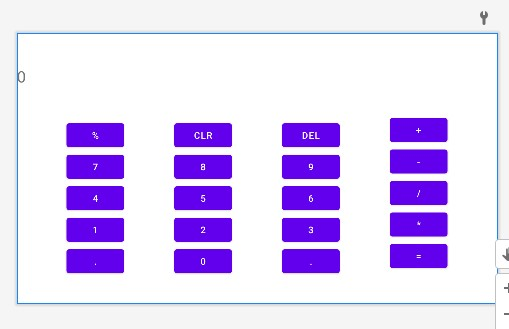 0
% CLR DEL +
7 8 9 -
4 5 6 /
1 2 3 *
. 0 . =